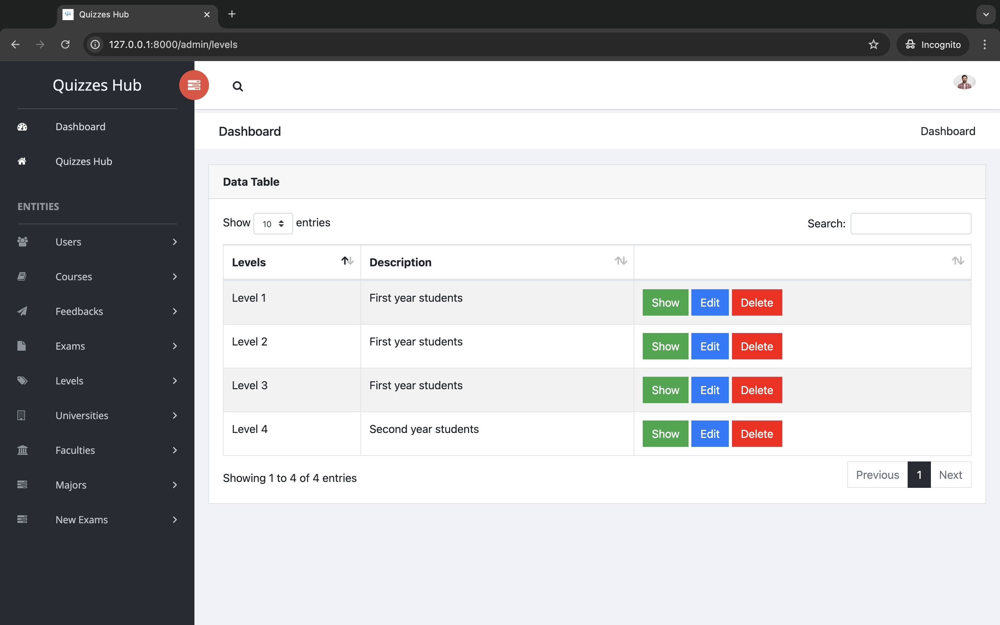 Quizzes Hub
127.0.0.1:8000/admin/levels
Incognito
Quizzes Hub
Dashboard
Quizzes Hub
ENTITIES
Users
Courses
Feedbacks
Exams
Levels
Universities
Faculties
Majors
New Exams
Dashboard Dashboard
Data Table
Show 10 entries Search:
Levels Description
Level 1 First year students Show Edit Delete
Level 2 First year students Show Edit Delete
Level 3 First year students Show Edit Delete
Level 4 Second year students Show Edit Delete
Showing 1 to 4 of 4 entries Previous 1 Next